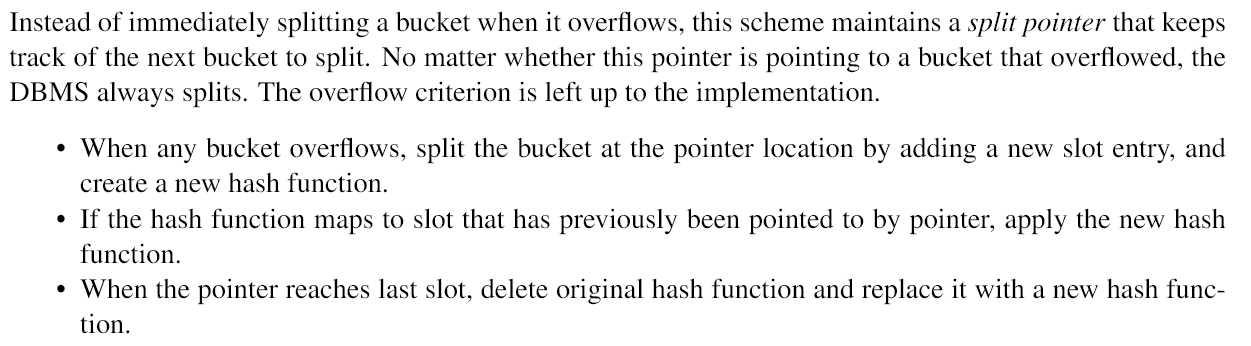 Instead of immediately splitting a bucket when it overflows, this scheme maintains a split pointer that keeps
track of the next bucket to split. No matter whether this pointer is pointing to a bucket that overflowed, the
DBMS always splits. The overflow criterion is left up to the implementation.
• When any bucket overflows, split the bucket at the pointer location by adding a new slot entry, and
create a new hash function.
• If the hash function maps to slot that has previously been pointed to by pointer, apply the new hash
function.
• When the pointer reaches last slot, delete original hash function and replace it with a new hash func-
tion.